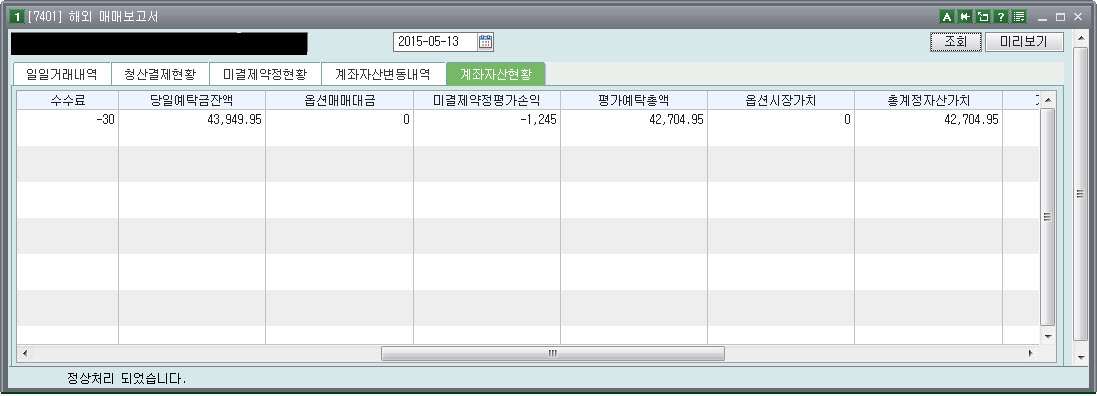 1 [7401] 해외 매매보고서 A ?
2015-05-13 조회 미리보기
일일거래내역 청산결제현황 미결제약정현황 계좌자산변동내역 계좌자산현황
수수료 당일예탁금잔액 옵션매매대금 미결제약정평가손익 평가예탁총액 옵션시장가치 총계정자산가치
-30 43,949.95 0 -1,245 42,704.95 0 42,704.95
정상처리 되었습니다.